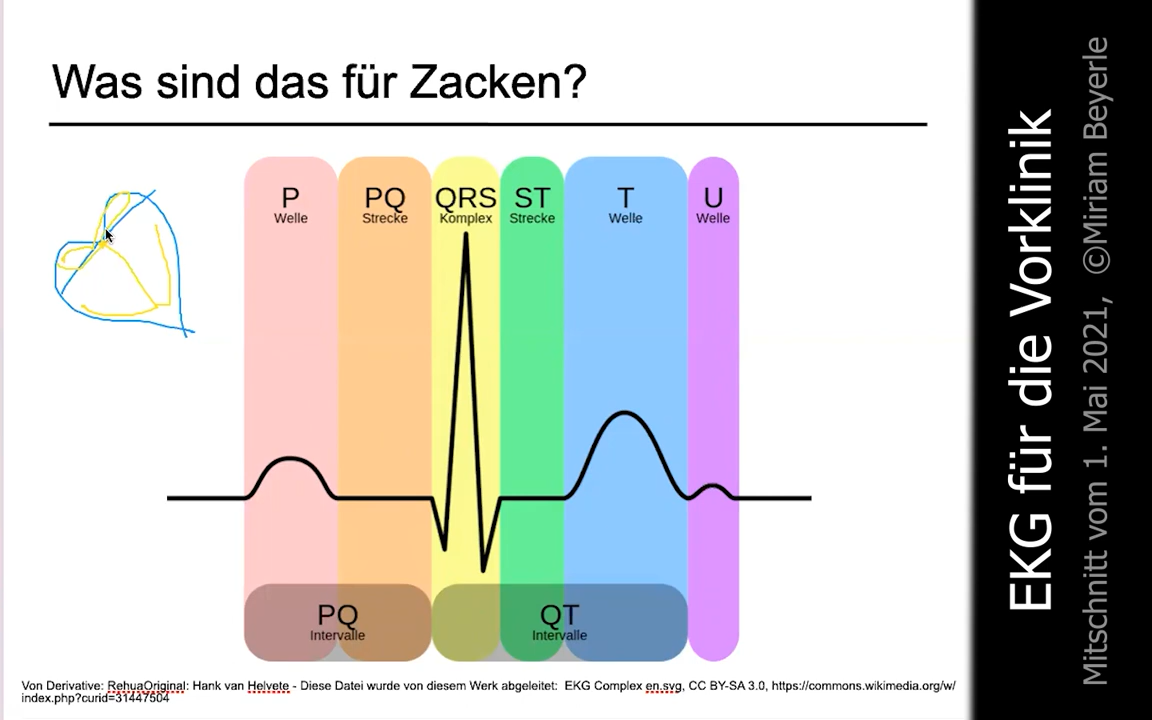 Was sind das für Zacken?
P
Welle
PQ
Strecke
QRS
Komplex
ST
Strecke
T
Welle
U
Welle
PQ
Intervalle
QT
Intervalle
Von Derivative: RehuaOriginal: Hank van Helvete - Diese Datei wurde von diesem Werk abgeleitet:  EKG Complex en.svg, CC BY-SA 3.0, https://commons.wikimedia.org/w/
index.php?curid=31447504
EKG für die Vorklinik
Mitschnitt vom 1. Mai 2021, ©Miriam Beyerle